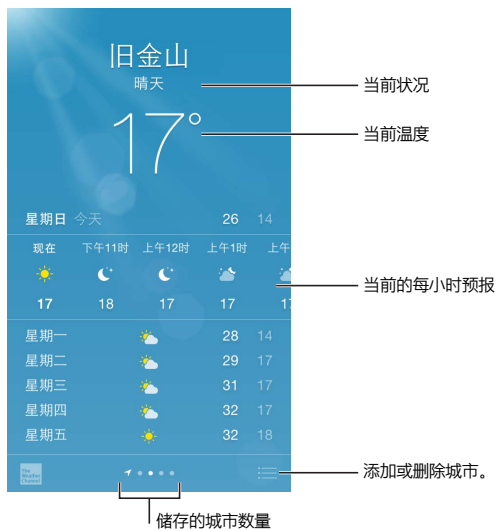 旧金山
晴天
17°
当前状况
当前温度
星期日 今天 26 14
现在 下午11时 上午12时 上午1时 上午
17 18 17 17 17
当前的每小时预报
星期一 28 14
星期二 29 17
星期三 31 17
星期四 32 17
星期五 32 18
The Weather Channel
添加或删除城市。
储存的城市数量